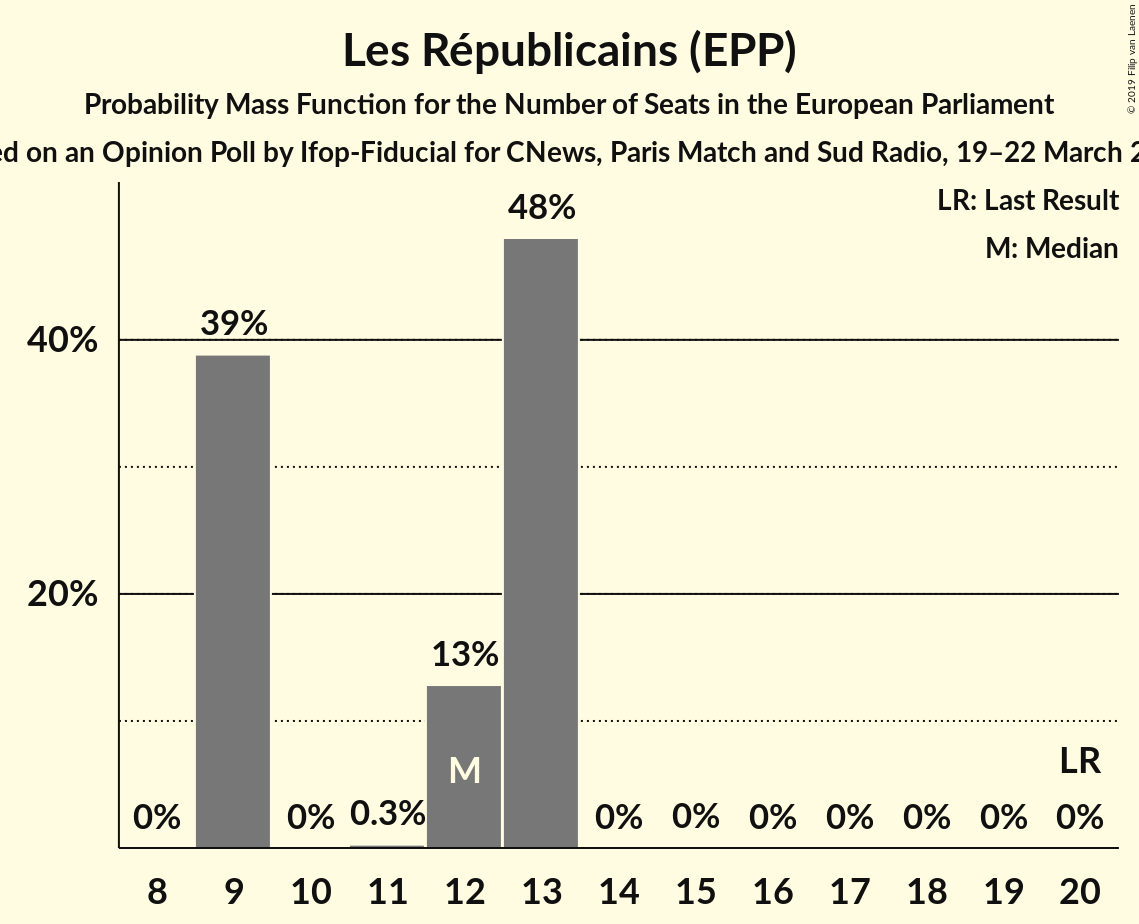 Les Républicains (EPP)
Probability Mass Function for the Number of Seats in the European Parliament
on an Opinion Poll by Ifop-Fiducial for CNews, Paris Match and Sud Radio, 19–22 March
© 2019 Filip van Laenen
LR: Last Result
M: Median
48%
39%
40%
20%
13%
M
LR
0% 0% 0.3% 0% 0% 0% 0% 0% 0% 0%
8 9 10 11 12 13 14 15 16 17 18 19 20